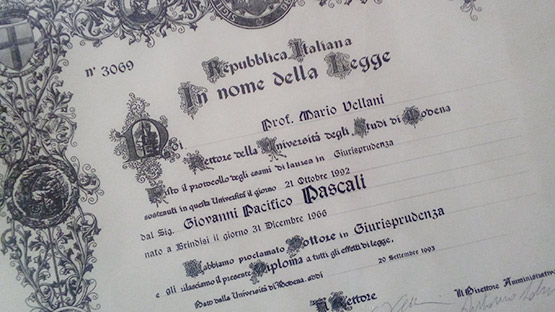 n° 3069
Repubblica Italiana
In nome della Legge
Noi Prof. Mario Vellani
Rettore della Università degli Studi di Modena
Visto il protocollo degli esami di laurea in Giurisprudenza
sostenuti in questa Università il giorno 21 Ottobre 1992
dal Sig. Giovanni Pacifico Pascali
nato a Brindisi il giorno 31 Dicembre 1966
Abbiamo proclamato Dottore in Giurisprudenza
e gli rilasciamo il presente Diploma a tutti gli effetti di legge.
Dato dalla Università di Modena, addì 20 Settembre 1993
Il Rettore
Il Direttore Amministrativo